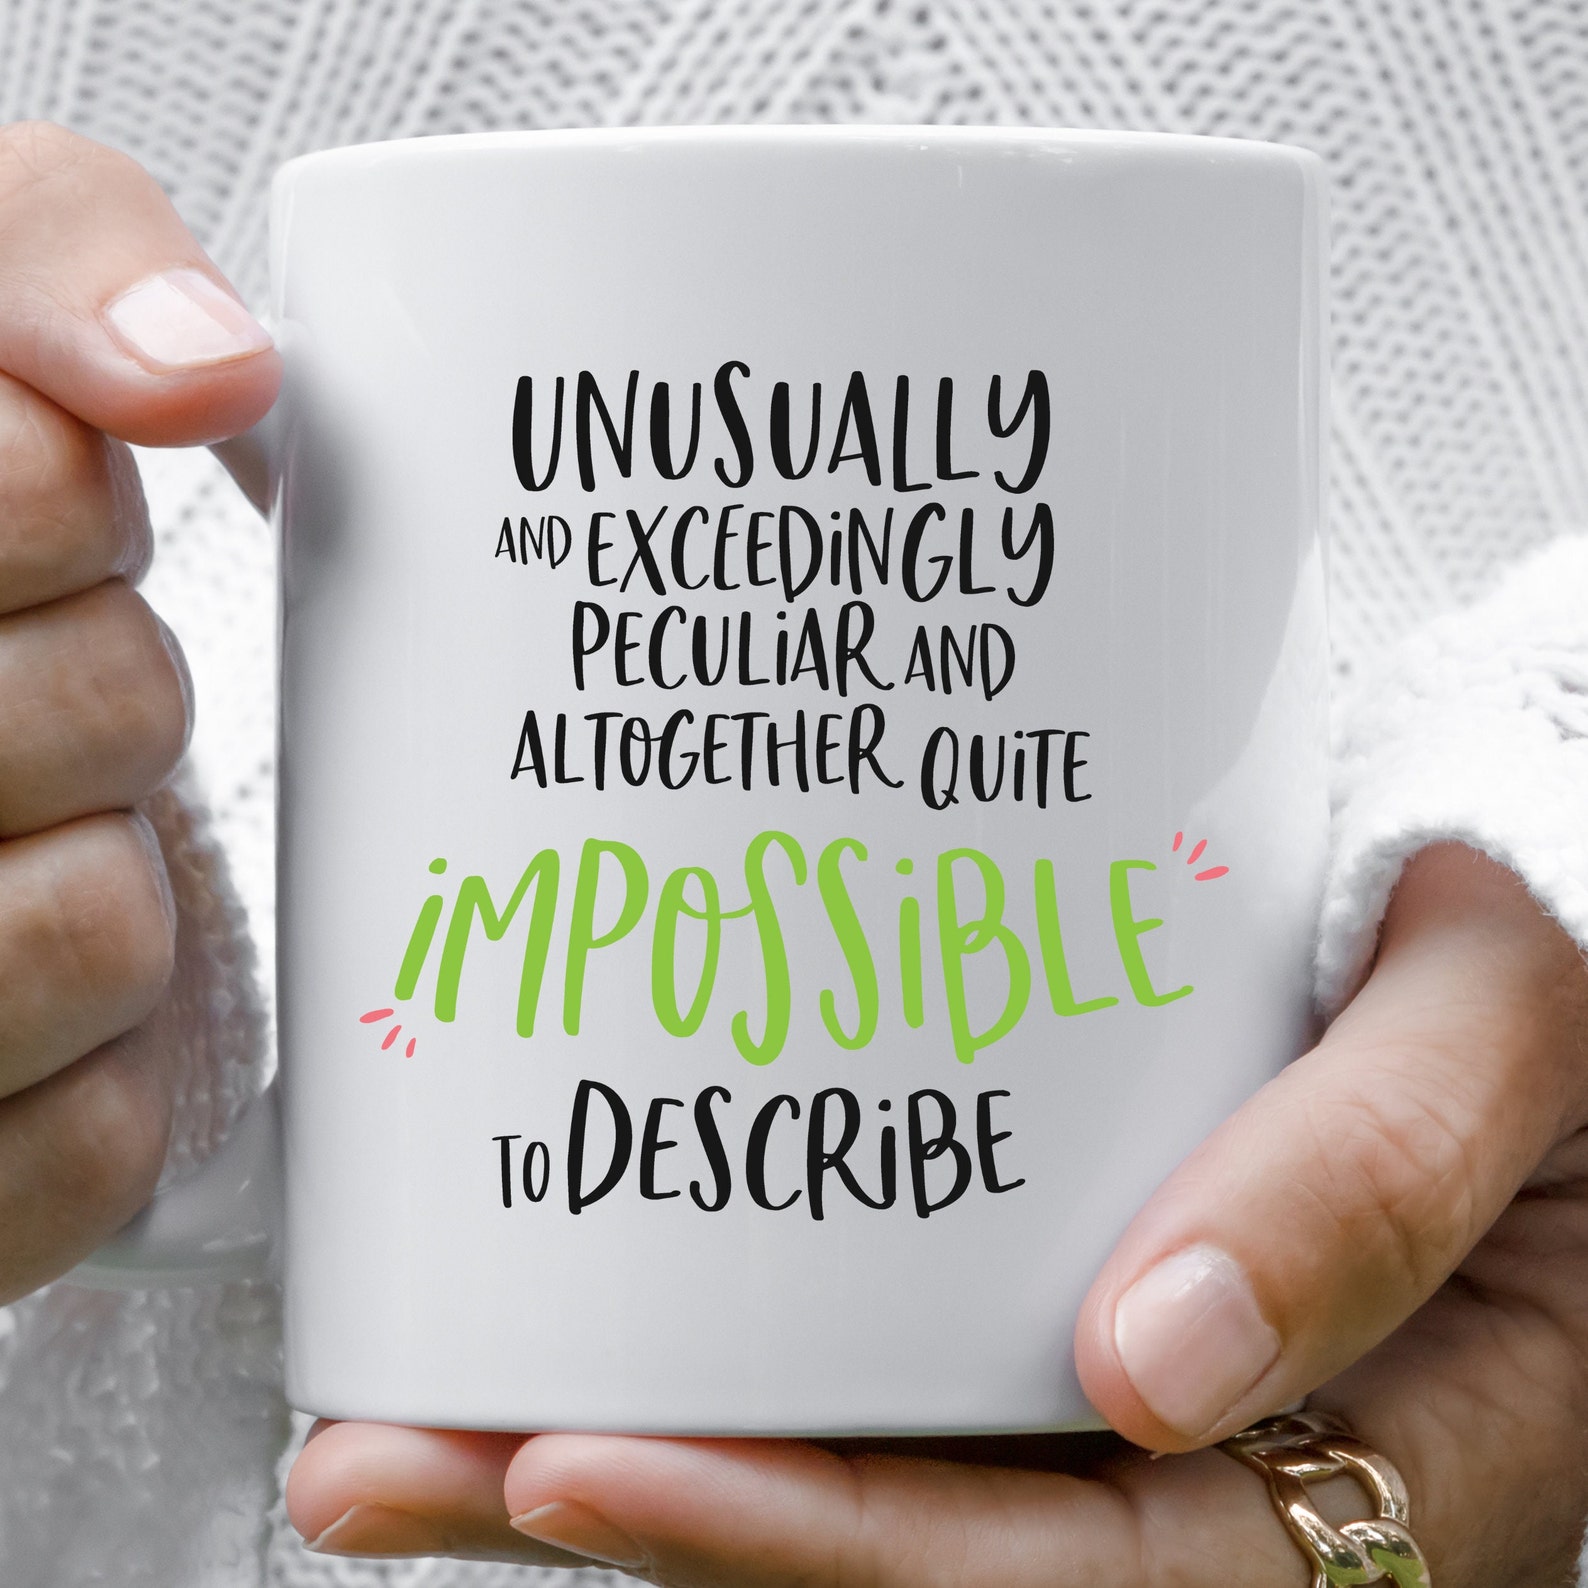 UNUSUALLY
AND EXCEEDiNGLY
PECULiAR AND
ALTOGETHER QUiTE
iMPOSSiBLE
TO DESCRiBE